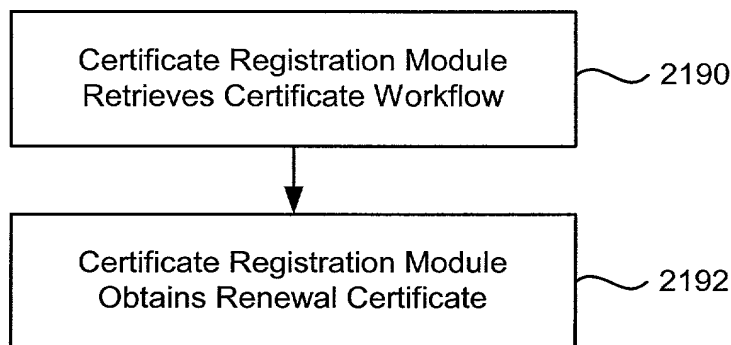 Certificate Registration Module
Retrieves Certificate Workflow
2190
Certificate Registration Module
Obtains Renewal Certificate
2192